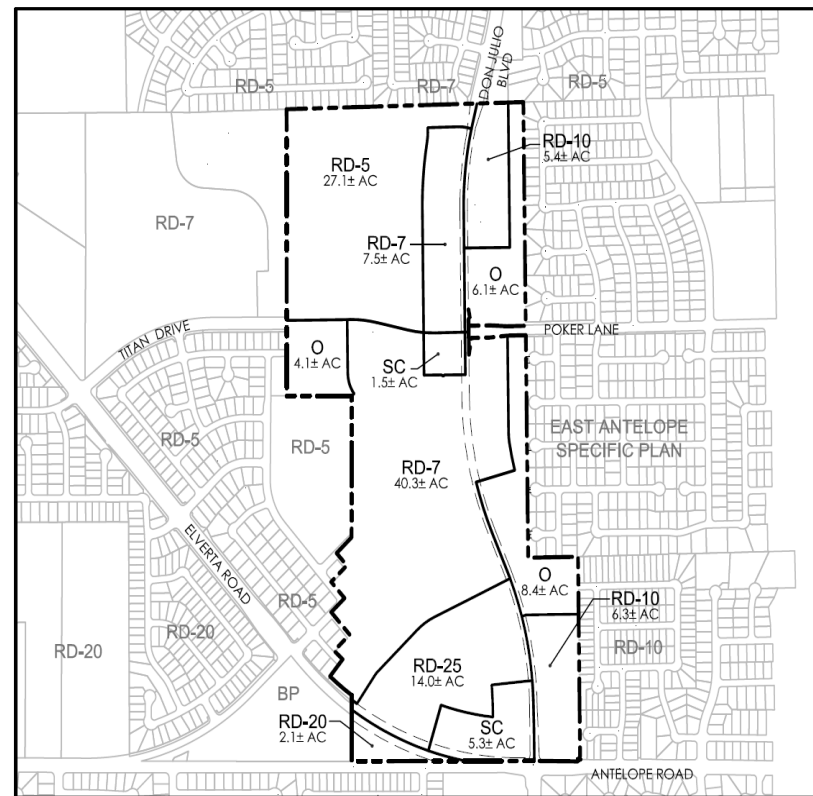 DON JULIO
BLVD
RD-5
RD-7
RD-5
RD-10
5.4± AC
RD-5
27.1± AC
RD-7
RD-7
7.5± AC
O
6.1± AC
TITAN DRIVE
POKER LANE
O
4.1± AC
SC
1.5± AC
RD-5
RD-5
EAST ANTELOPE
SPECIFIC PLAN
RD-7
40.3± AC
ELVERTA ROAD
O
8.4± AC
RD-5
RD-10
6.3± AC
RD-20
RD-20
RD-10
RD-25
14.0± AC
BP
RD-20
2.1± AC
SC
5.3± AC
ANTELOPE ROAD